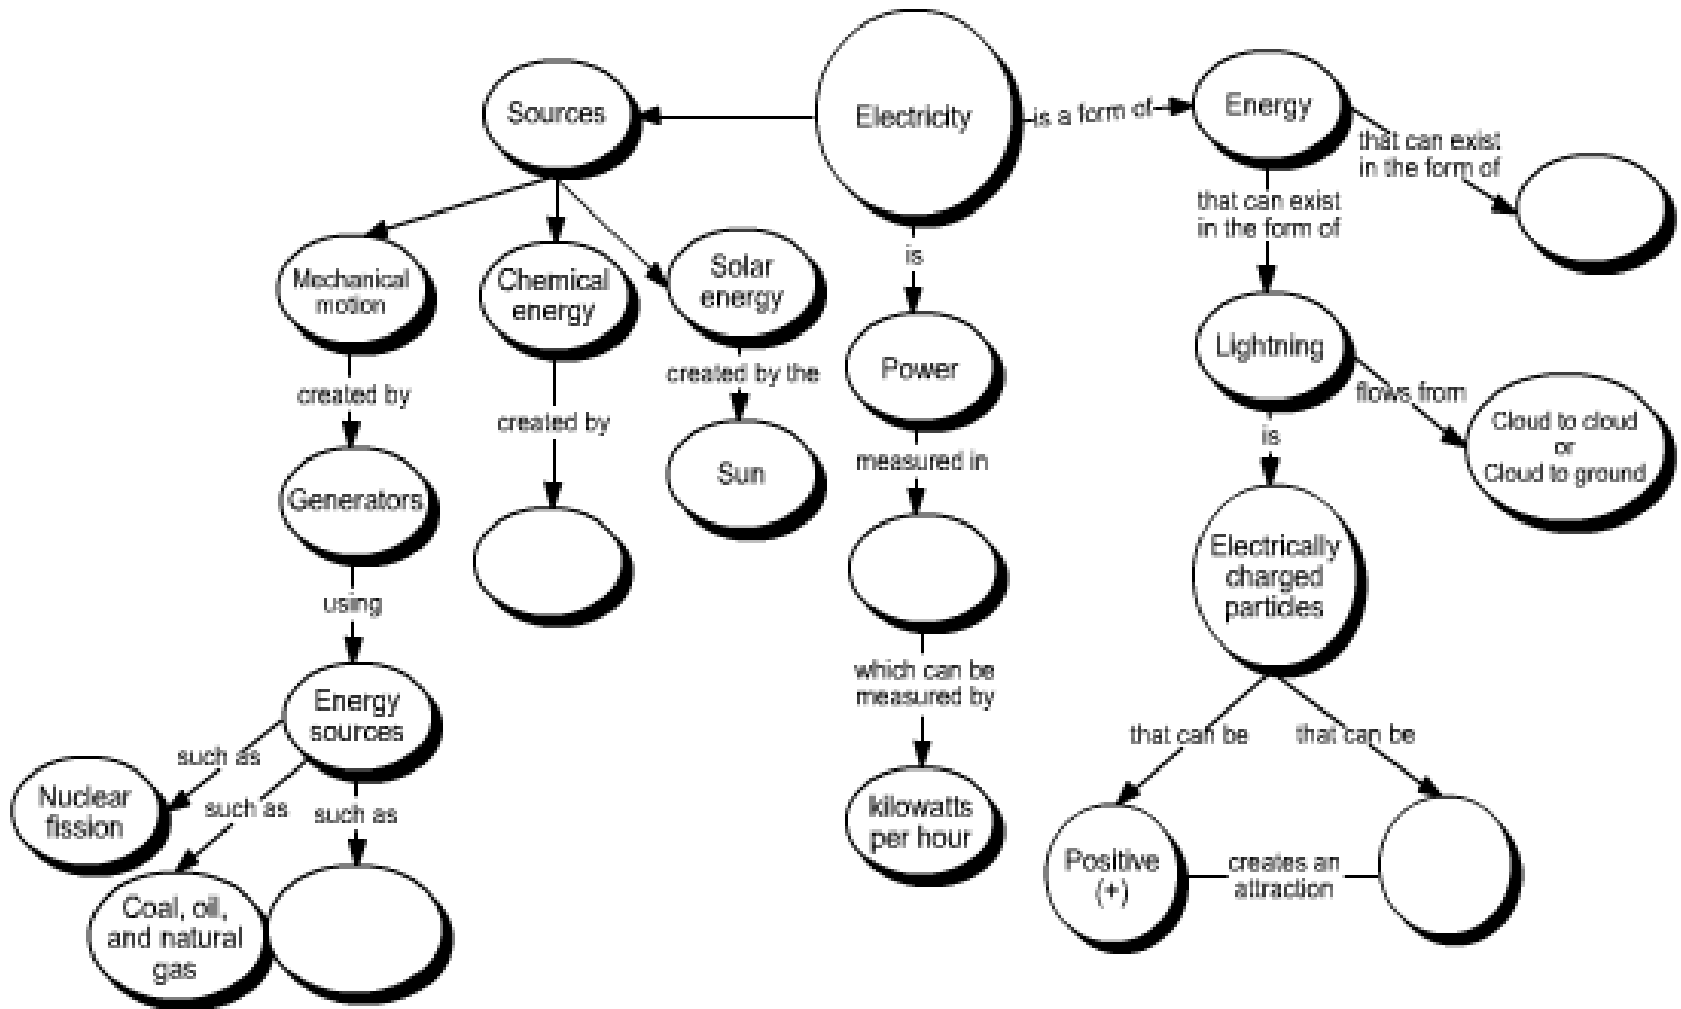 Electricity
Sources
is a form of
Energy
that can exist
in the form of
that can exist
in the form of
is
Mechanical
motion
Chemical
energy
Solar
energy
Power
Lightning
created by
created by
created by the
measured in
flows from
is
Cloud to cloud
or
Cloud to ground
Generators
Sun
Electrically
charged
particles
using
which can be
measured by
Energy
sources
that can be
that can be
such as
such as
such as
Nuclear
fission
Coal, oil,
and natural
gas
kilowatts
per hour
Positive
(+)
creates an
attraction